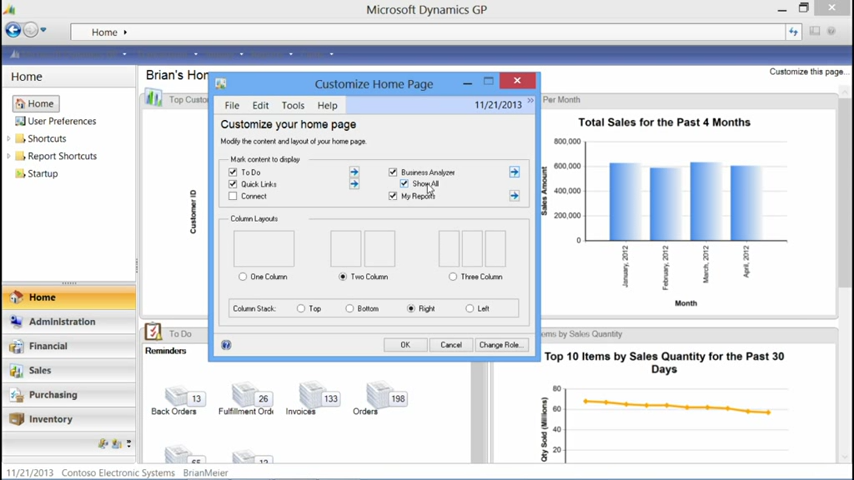 Microsoft Dynamics GP
Home
Home
Brian's Hom
Customize this page...
Home
User Preferences
Shortcuts
Report Shortcuts
Startup
Top Custo
Per Month
Customize Home Page
File Edit Tools Help 11/21/2013
Customize your home page
Modify the content and layout of your home page.
Mark content to display
To Do
Business Analyzer
Quick Links
Show All
Connect
My Reports
Column Layouts
One Column
Two Column
Three Column
Column Stack: Top Bottom Right Left
OK Cancel Change Role...
Customer ID
Total Sales for the Past 4 Months
Sales Amount
800,000
600,000
400,000
200,000
0
January, 2012
February, 2012
March, 2012
April, 2012
Month
Home
Administration
Financial
Sales
Purchasing
Inventory
To Do
Reminders
13
Back Orders
26
Fulfillment Orde
133
Invoices
198
Orders
12
Items by Sales Quantity
Top 10 Items by Sales Quantity for the Past 30
Days
Qty Sold (Millions)
80
60
40
20
11/21/2013 Contoso Electronic Systems BrianMeier